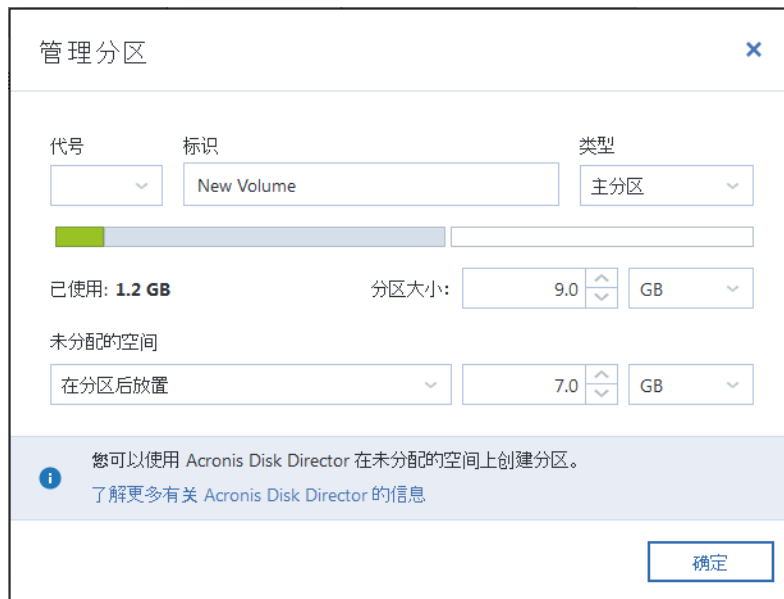 管理分区
代号 标识 类型
New Volume 主分区
已使用: 1.2 GB 分区大小: 9.0 GB
未分配的空间
在分区后放置 7.0 GB
您可以使用 Acronis Disk Director 在未分配的空间上创建分区。
了解更多有关 Acronis Disk Director 的信息
确定